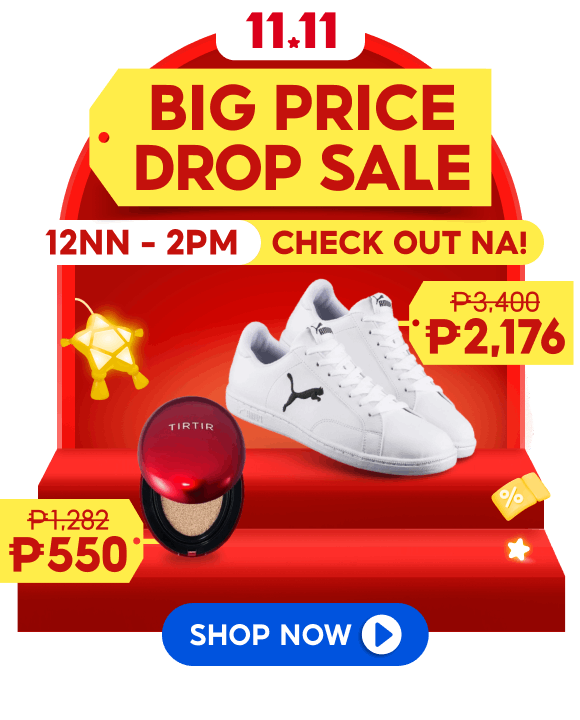 11.11
BIG PRICE
DROP SALE
12NN - 2PM
CHECK OUT NA!
₱3,400
₱2,176
PUMA
TIRTIR
₱1,282
₱550
%
SHOP NOW